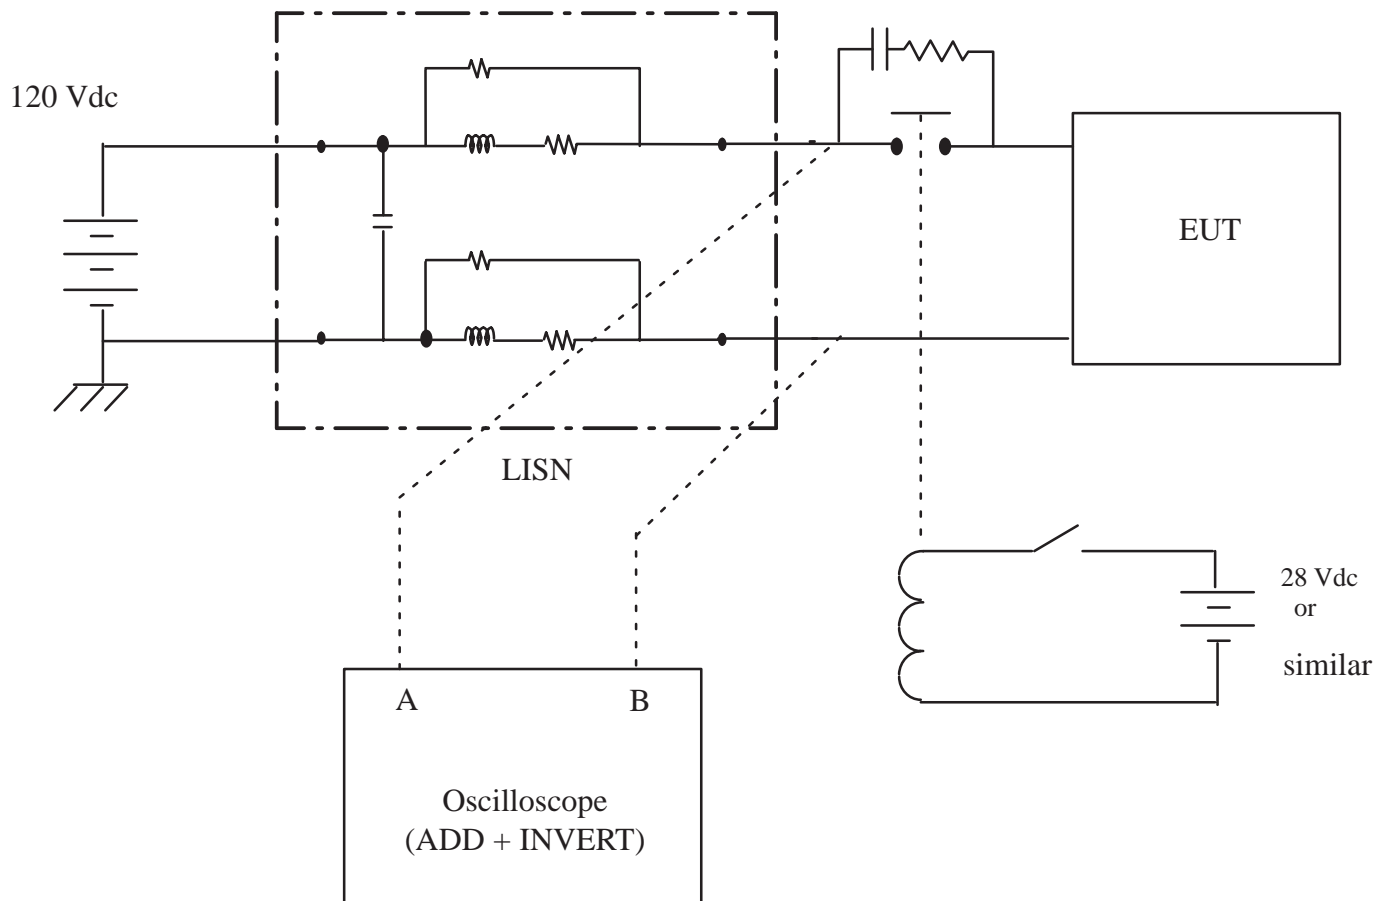 120 Vdc
EUT
LISN
28 Vdc
or
similar
A
B
Oscilloscope
(ADD + INVERT)